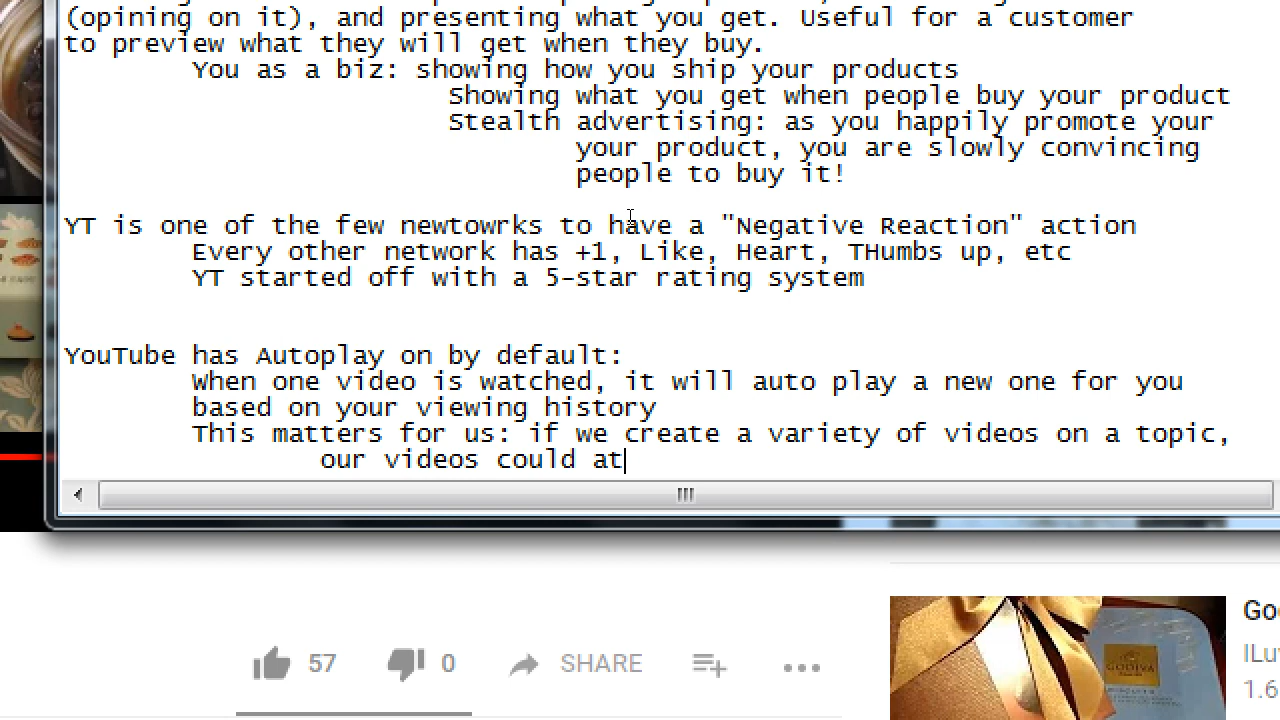 (opining on it), and presenting what you get. Useful for a customer
to preview what they will get when they buy.
You as a biz: showing how you ship your products
Showing what you get when people buy your product
Stealth advertising: as you happily promote your
your product, you are slowly convincing
people to buy it!
YT is one of the few newtowrks to have a "Negative Reaction" action
Every other network has +1, Like, Heart, THumbs up, etc
YT started off with a 5-star rating system
YouTube has Autoplay on by default:
When one video is watched, it will auto play a new one for you
based on your viewing history
This matters for us: if we create a variety of videos on a topic,
our videos could at
57 0 SHARE
GODIVA